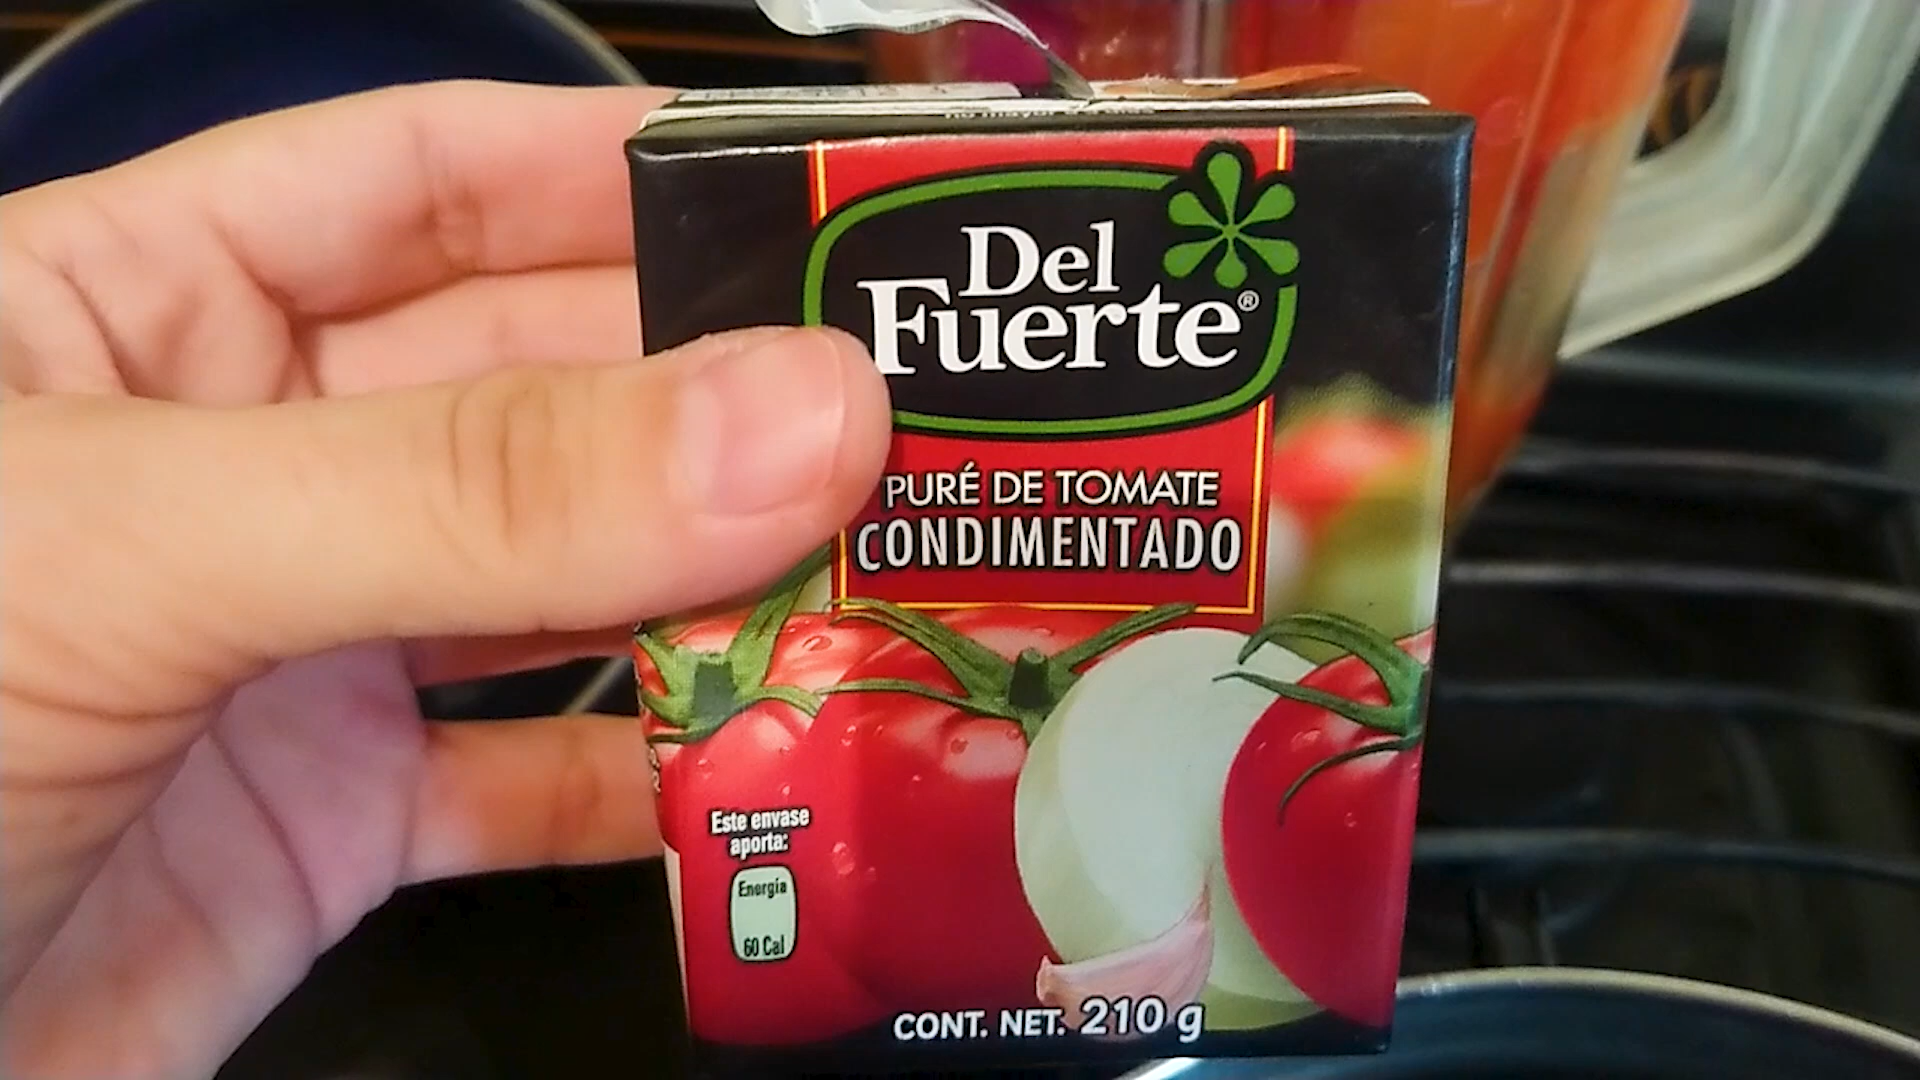 Del
Fuerte®
PURÉ DE TOMATE
CONDIMENTADO
Este envase
aporta:
Energía
60 Cal
CONT. NET. 210 g